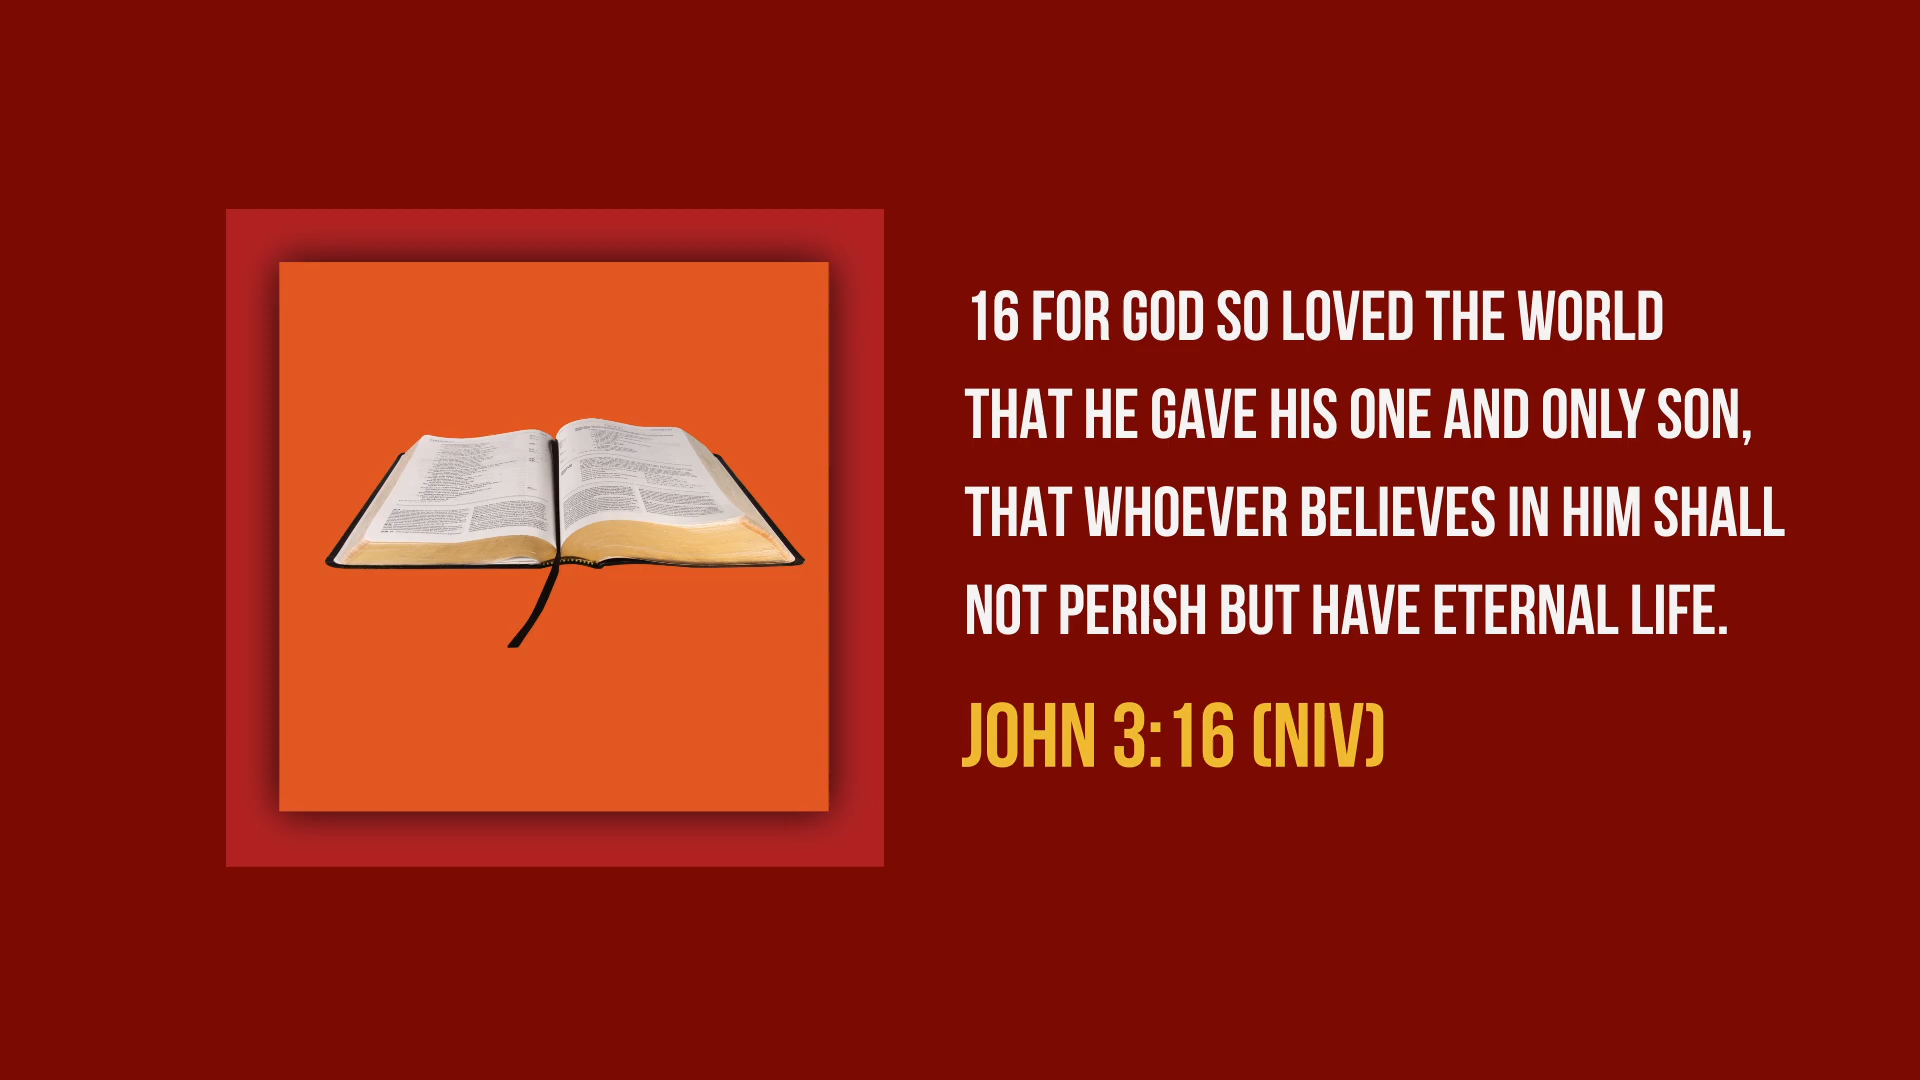 16 FOR GOD SO LOVED THE WORLD
THAT HE GAVE HIS ONE AND ONLY SON,
THAT WHOEVER BELIEVES IN HIM SHALL
NOT PERISH BUT HAVE ETERNAL LIFE.
JOHN 3:16 (NIV)